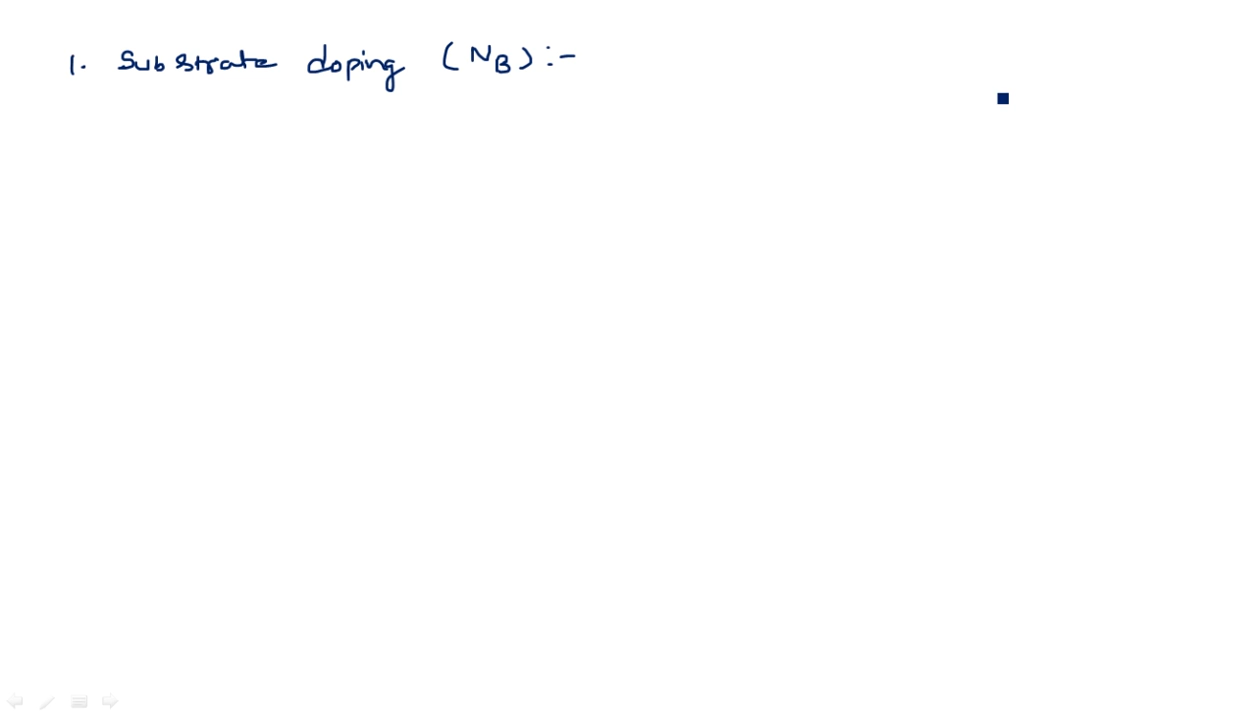 1. Substrate doping (N_B) :-